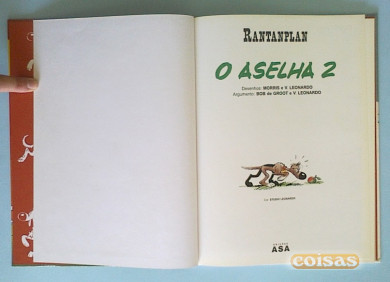 RANTANPLAN
O ASELHA 2
Desenhos: MORRIS e V. LEONARDO
Argumento: BOB de GROOT e V. LEONARDO
ASA
coisas